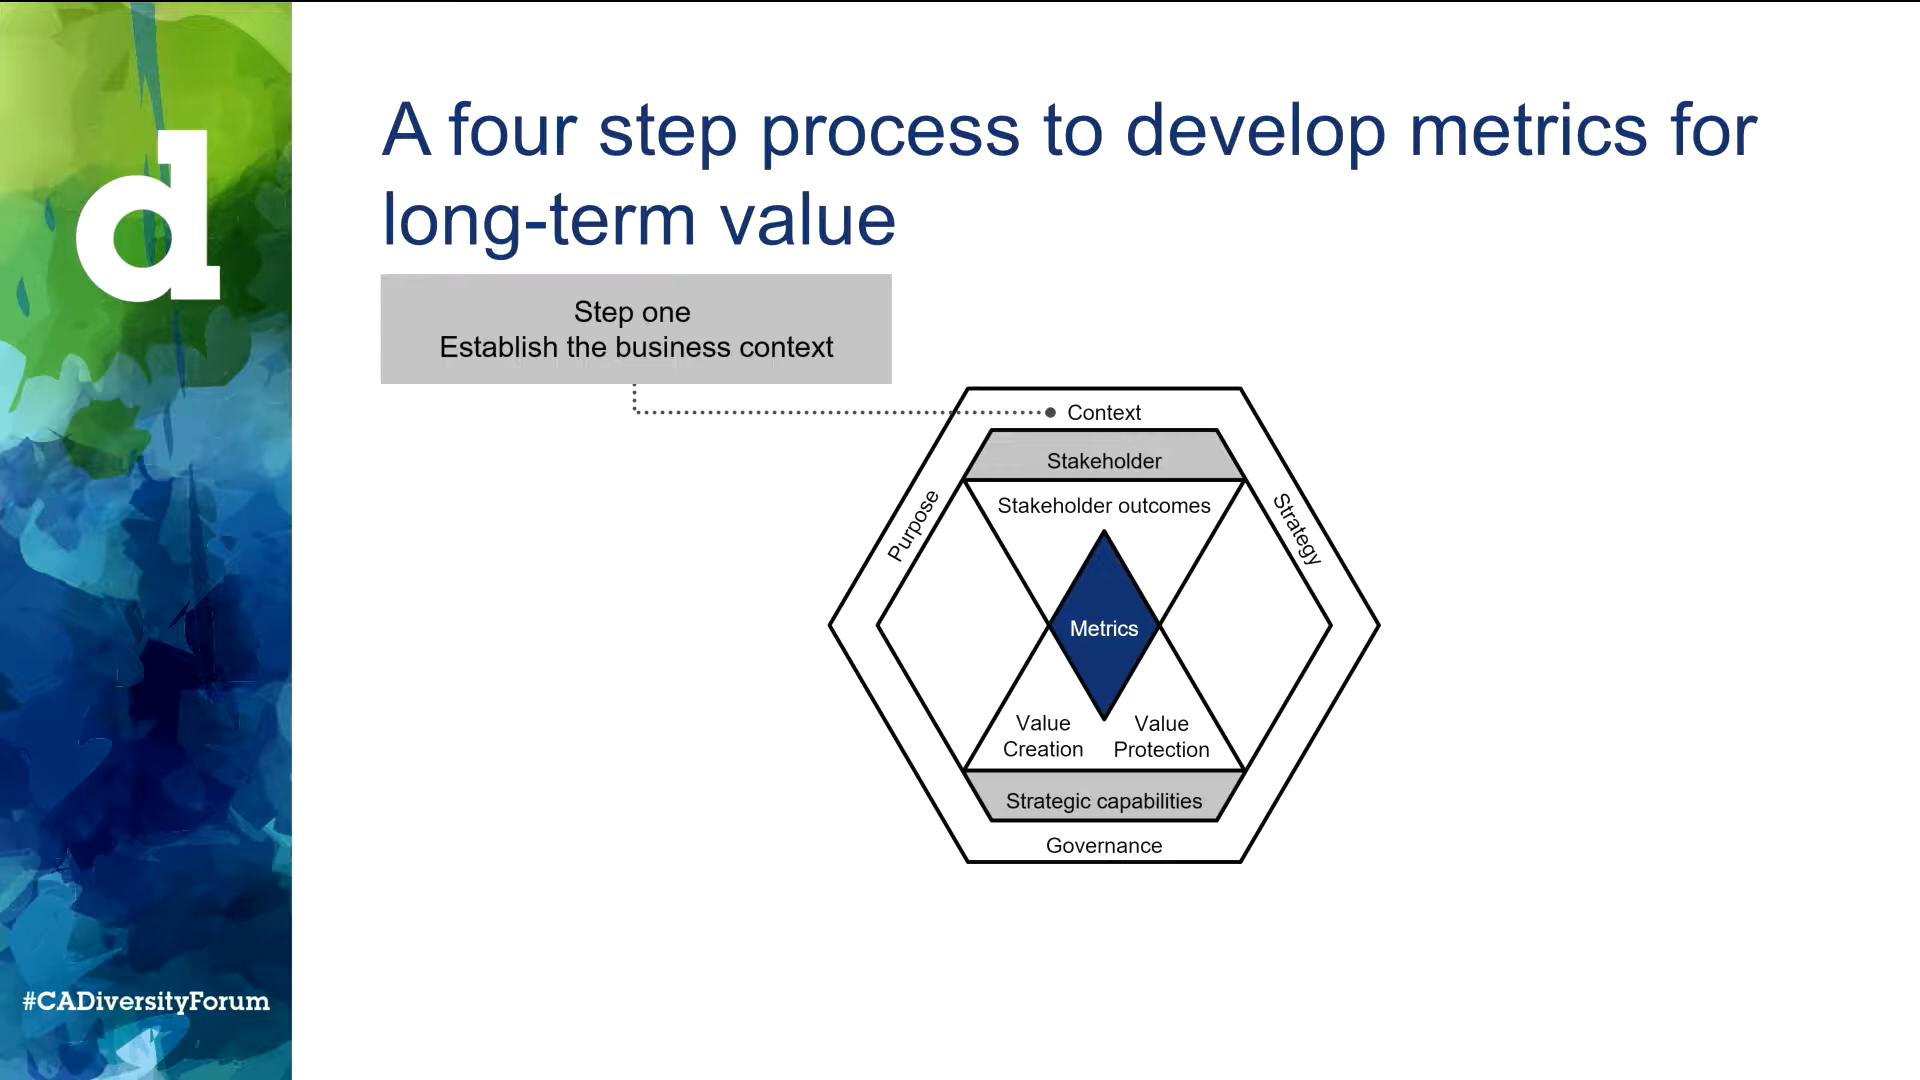 d
A four step process to develop metrics for
long-term value
Step one
Establish the business context
Context
Stakeholder
Purpose
Strategy
Stakeholder outcomes
Metrics
Value
Creation
Value
Protection
Strategic capabilities
Governance
#CADiversityForum